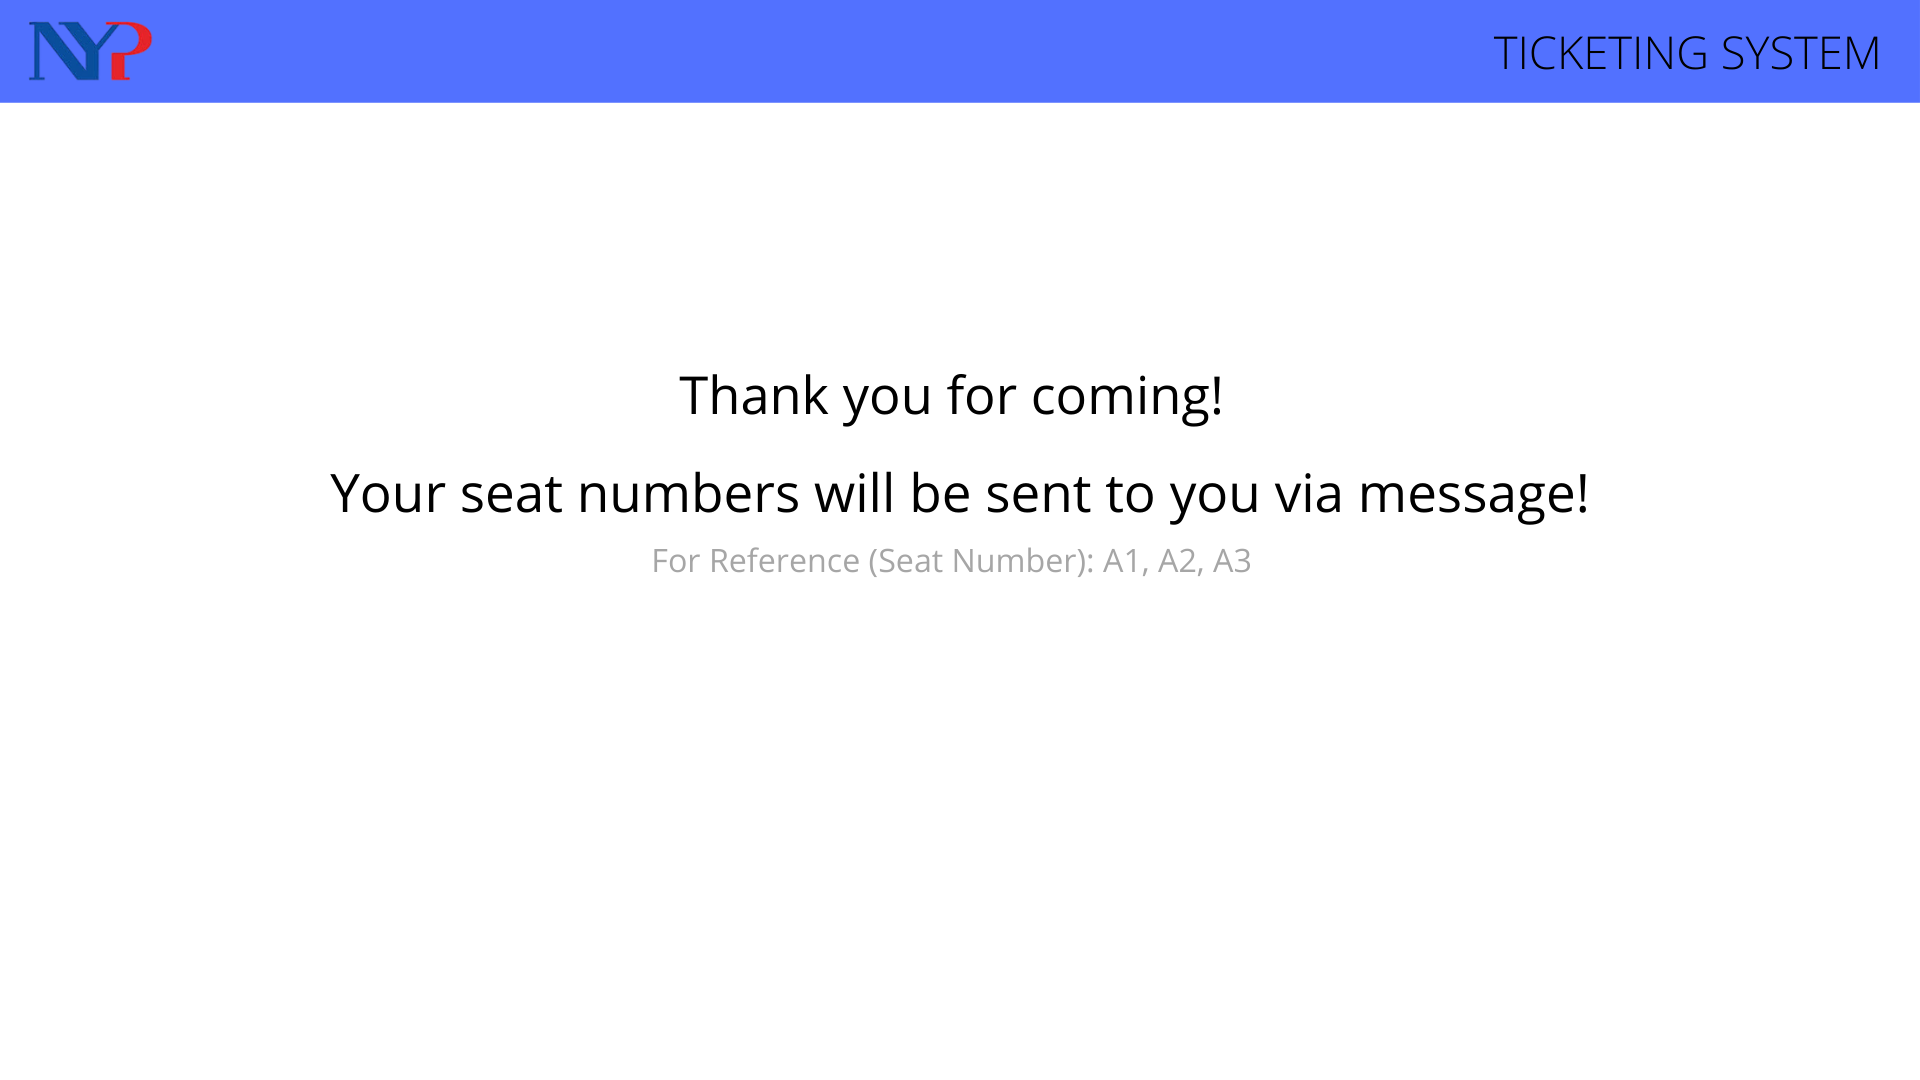 NYP
TICKETING SYSTEM
Thank you for coming!
Your seat numbers will be sent to you via message!
For Reference (Seat Number): A1, A2, A3